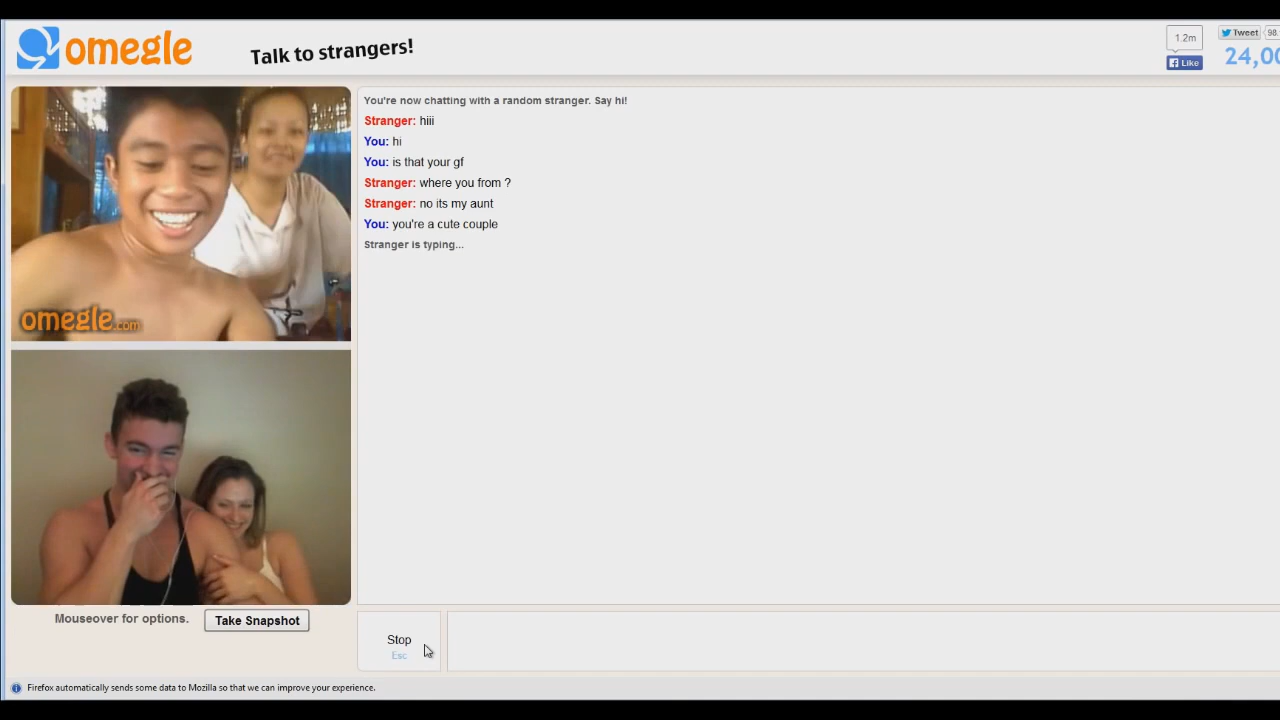 omegle
Talk to strangers!
1.2m
Like
Tweet
98.
24,00
You're now chatting with a random stranger. Say hi!
Stranger: hiii
You: hi
You: is that your gf
Stranger: where you from ?
Stranger: no its my aunt
You: you're a cute couple
Stranger is typing...
omegle.com
Mouseover for options.
Take Snapshot
Stop
Esc
Firefox automatically sends some data to Mozilla so that we can improve your experience.